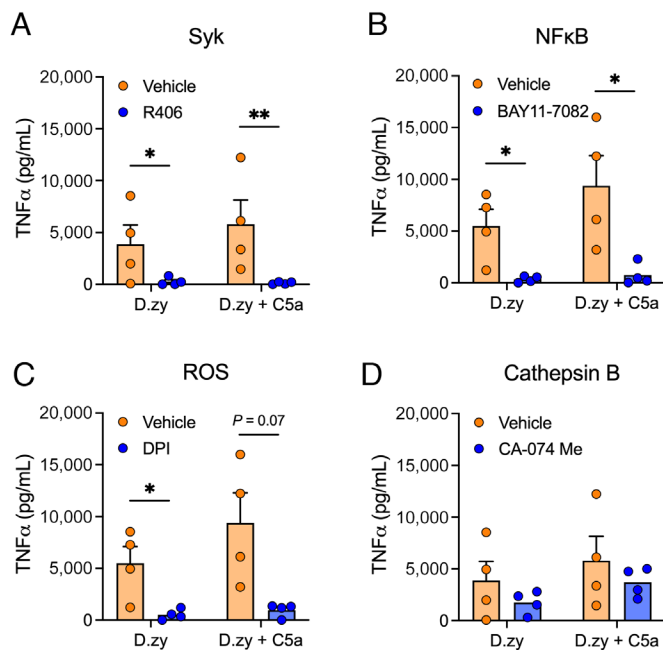 A
Syk
20,000
15,000
10,000
5,000
0
TNFα (pg/mL)
Vehicle
R406
*
**
D.zy
D.zy + C5a
B
NFκB
20,000
15,000
10,000
5,000
0
TNFα (pg/mL)
Vehicle
BAY11-7082
*
*
D.zy
D.zy + C5a
C
ROS
20,000
15,000
10,000
5,000
0
TNFα (pg/mL)
Vehicle
DPI
*
P = 0.07
D.zy
D.zy + C5a
D
Cathepsin B
20,000
15,000
10,000
5,000
0
TNFα (pg/mL)
Vehicle
CA-074 Me
D.zy
D.zy + C5a